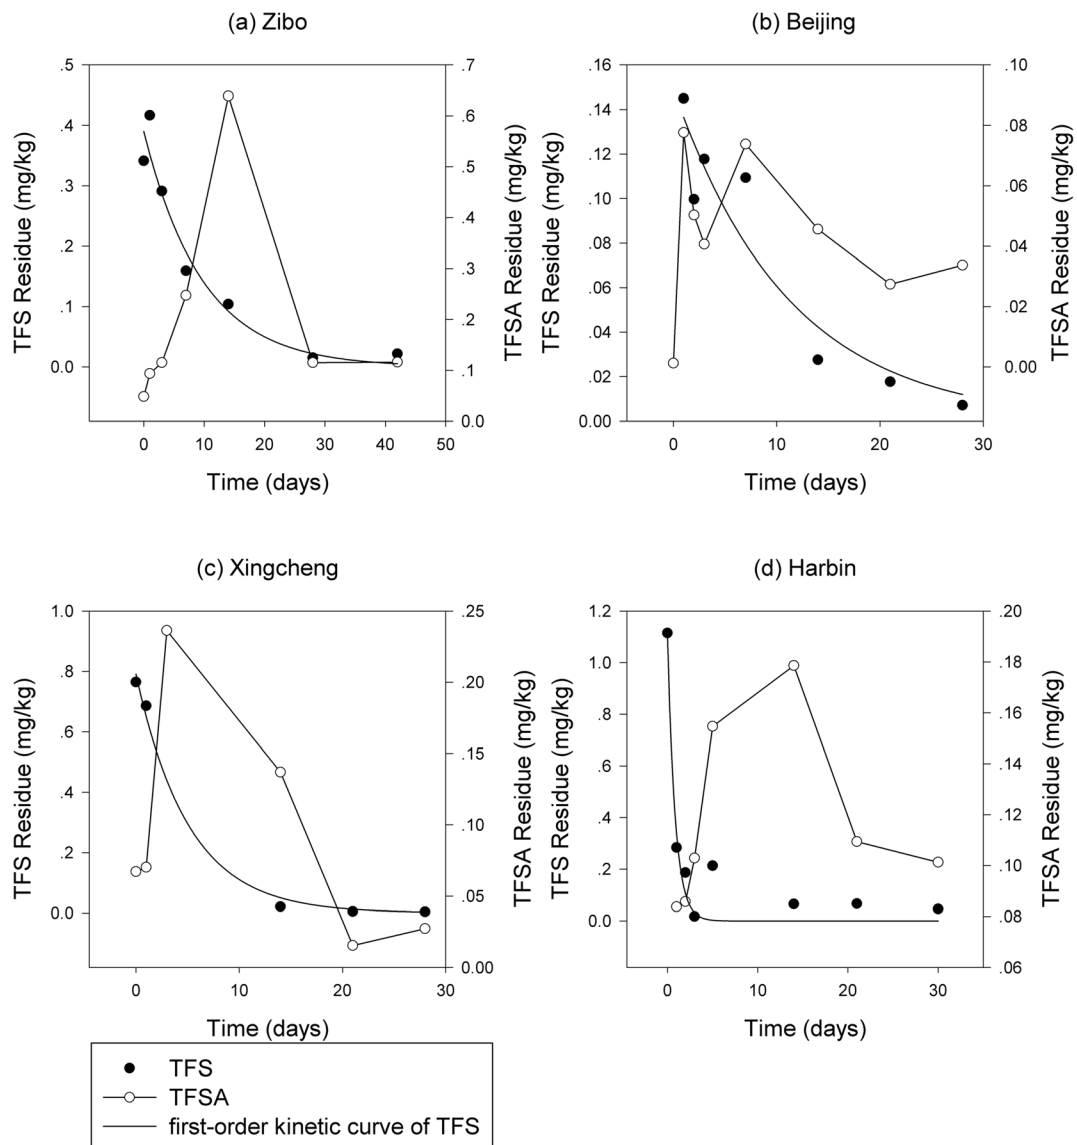 (a) Zibo
(b) Beijing
.5
.4
.3
.2
.1
0.0
TFS Residue (mg/kg)
.7
.6
.5
.4
.3
.2
.1
0.0
TFSA Residue (mg/kg)
0 10 20 30 40 50
Time (days)
.16
.14
.12
.10
.08
.06
.04
.02
0.00
TFS Residue (mg/kg)
.10
.08
.06
.04
.02
0.00
TFSA Residue (mg/kg)
0 10 20 30
Time (days)
(c) Xingcheng
(d) Harbin
1.0
.8
.6
.4
.2
0.0
TFS Residue (mg/kg)
.25
.20
.15
.10
.05
0.00
TFSA Residue (mg/kg)
0 10 20 30
Time (days)
1.2
1.0
.8
.6
.4
.2
0.0
TFS Residue (mg/kg)
.20
.18
.16
.14
.12
.10
.08
.06
TFSA Residue (mg/kg)
0 10 20 30
Time (days)
TFS
TFSA
first-order kinetic curve of TFS